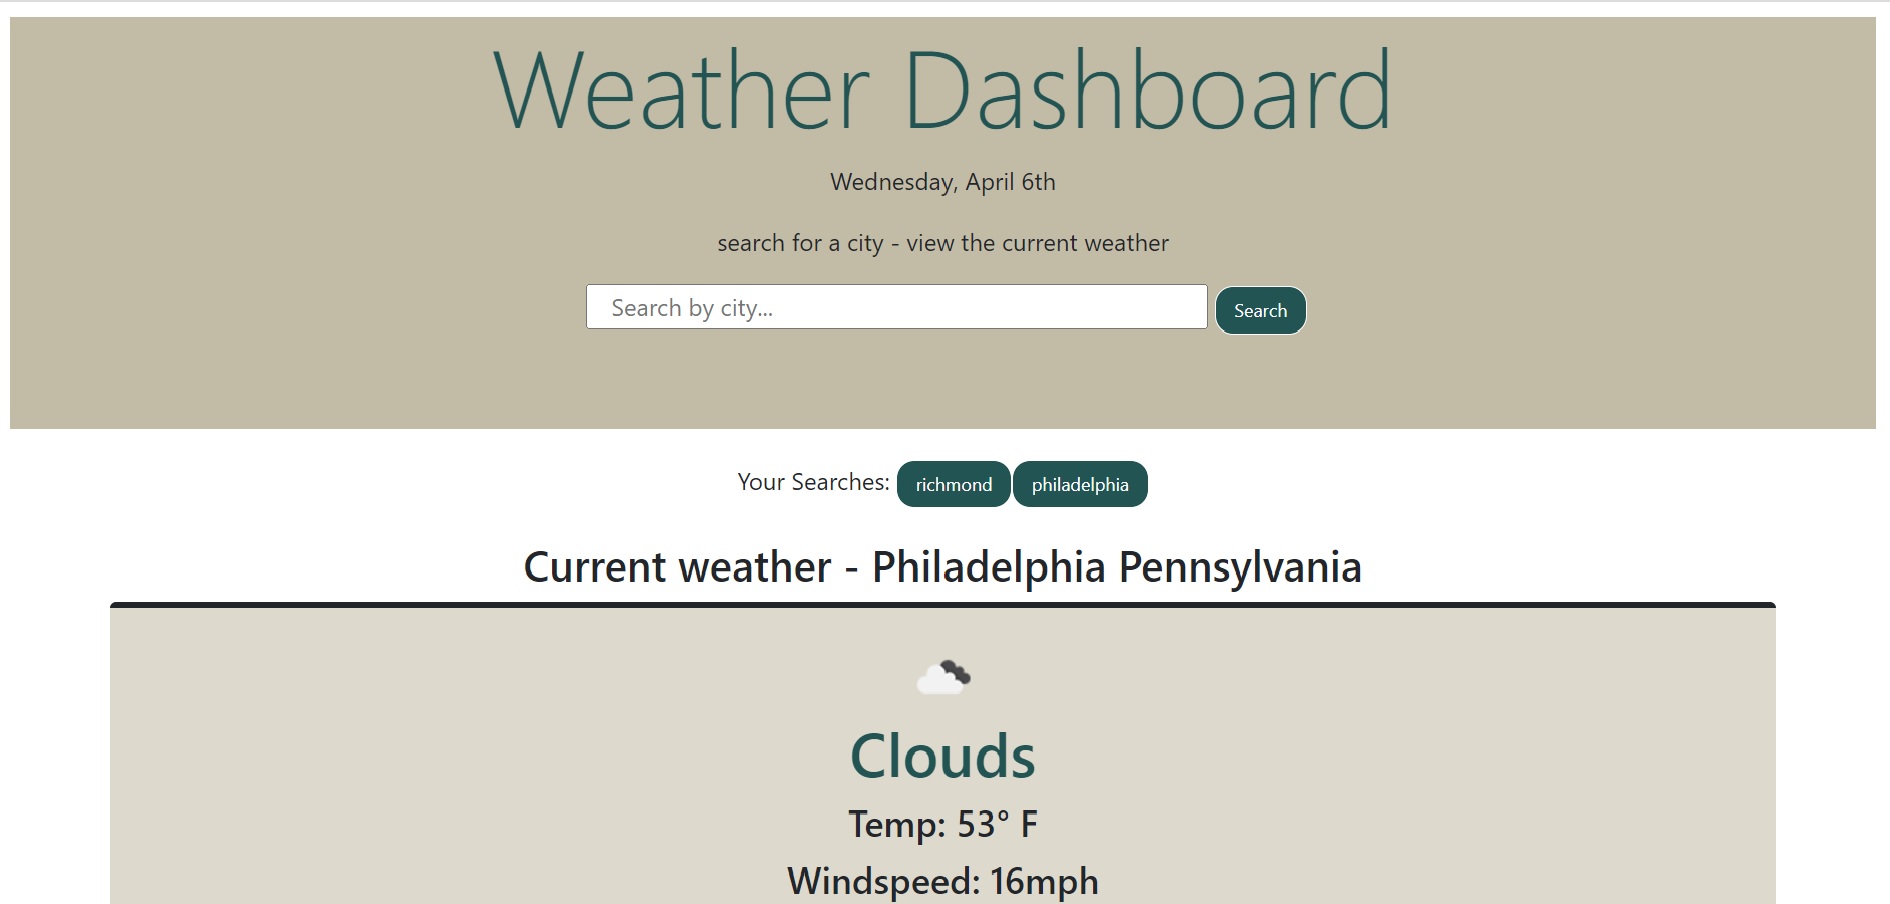 Weather Dashboard
Wednesday, April 6th
search for a city - view the current weather
Search by city... Search
Your Searches: richmond philadelphia
Current weather - Philadelphia Pennsylvania
Clouds
Temp: 53° F
Windspeed: 16mph